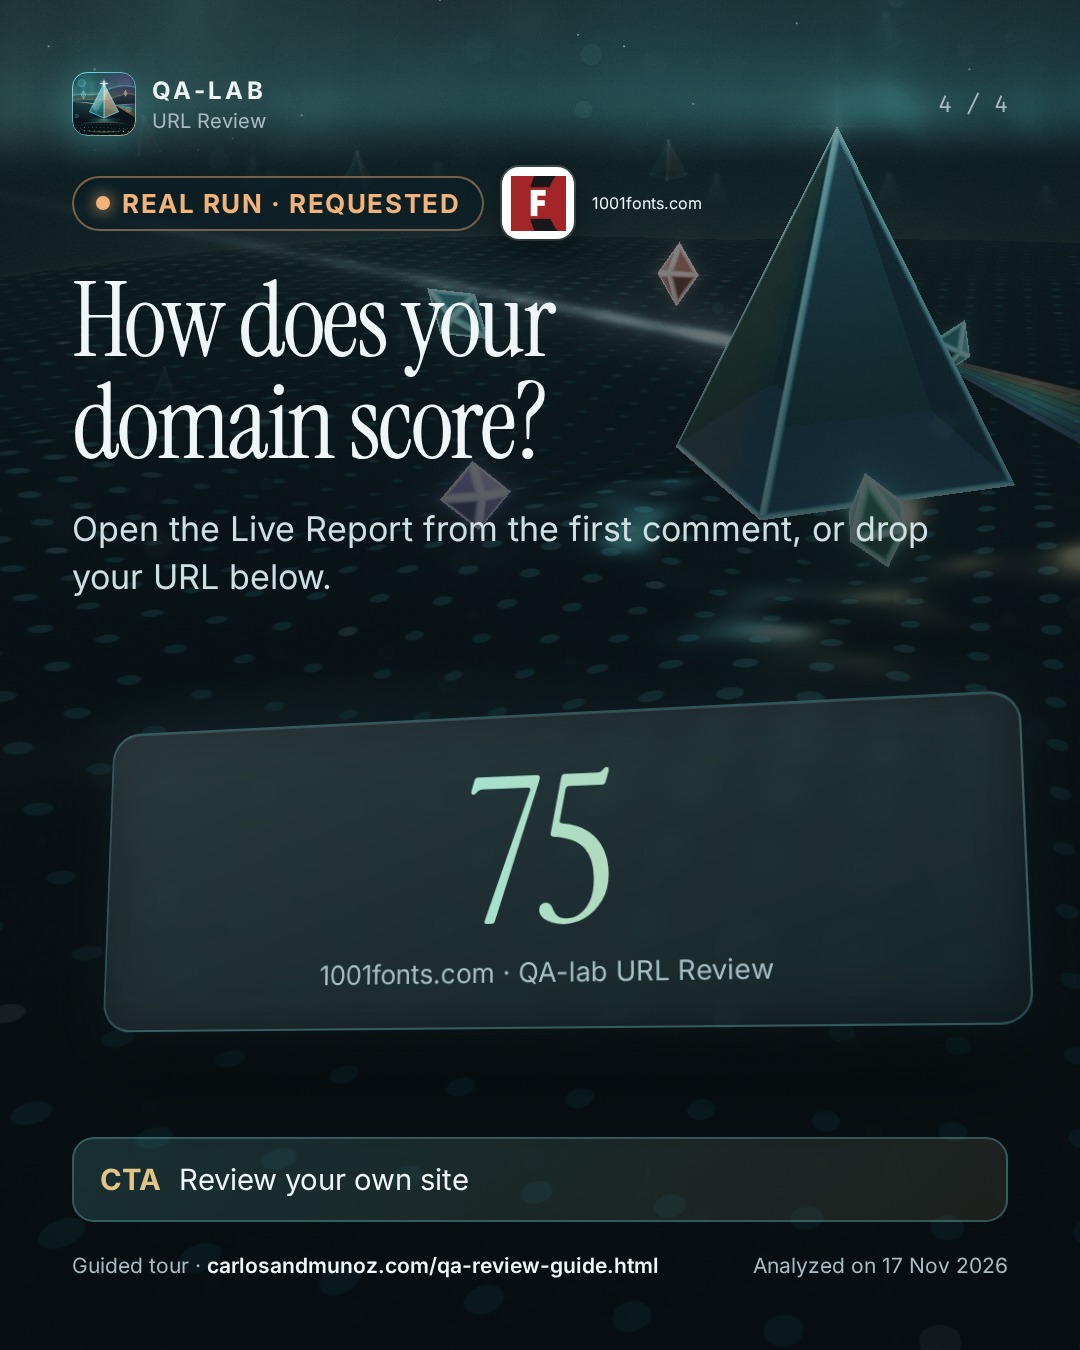 QA-LAB
URL Review
4 / 4
REAL RUN · REQUESTED
F
1001fonts.com
How does your
domain score?
Open the Live Report from the first comment, or drop
your URL below.
75
1001fonts.com · QA-lab URL Review
CTA Review your own site
Guided tour · carlosandmunoz.com/qa-review-guide.html
Analyzed on 17 Nov 2026